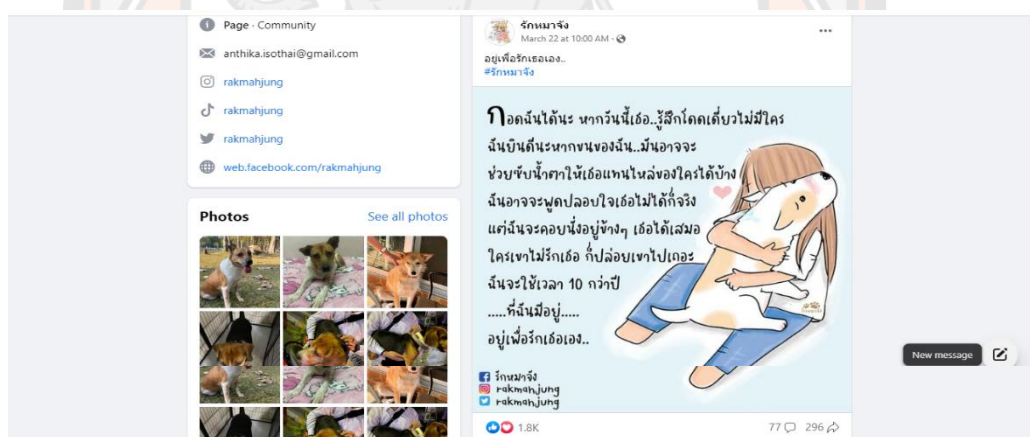 Page · Community
anthika.isothai@gmail.com
rakmahjung
rakmahjung
rakmahjung
web.facebook.com/rakmahjung
Photos
See all photos
รักหมาจัง
March 22 at 10:00 AM ·
อยู่เพื่อรักเธอเอง..
#รักหมาจัง
กอดฉันได้นะ หากวันนี้เธอ..รู้สึกโดดเดี่ยวไม่มีใคร
ฉันยินดีนะหากขนของฉัน..มันอาจจะ
ช่วยซับน้ำตาให้เธอแทนไหล่ของใครได้บ้าง
ฉันอาจจะพูดปลอบใจเธอไม่ได้ก็จริง
แต่ฉันจะคอยนั่งอยู่ข้างๆ เธอได้เสมอ
ใครเขาไม่รักเธอ ก็ปล่อยเขาไปเถอะ
ฉันจะใช้เวลา 10 กว่าปี
.....ที่ฉันมีอยู่.....
อยู่เพื่อรักเธอเอง..
รักหมาจัง
rakmah.jung
rakmah.jung
1.8K
77
296
New message